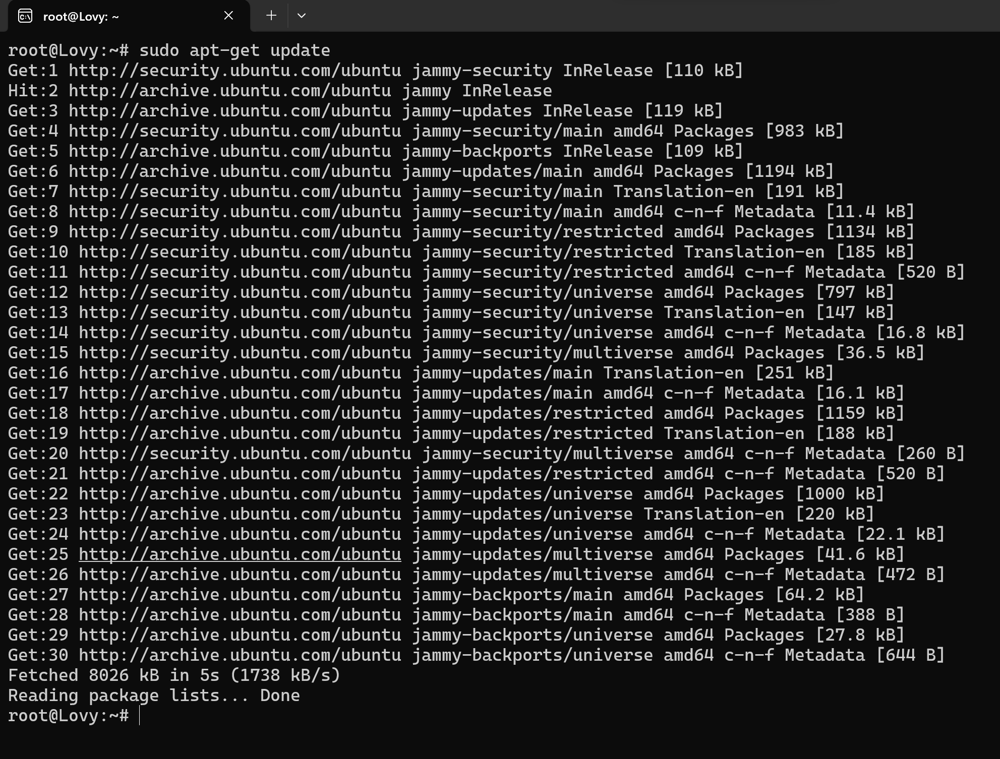 root@Lovy: ~
root@Lovy:~# sudo apt-get update
Get:1 http://security.ubuntu.com/ubuntu jammy-security InRelease [110 kB]
Hit:2 http://archive.ubuntu.com/ubuntu jammy InRelease
Get:3 http://archive.ubuntu.com/ubuntu jammy-updates InRelease [119 kB]
Get:4 http://security.ubuntu.com/ubuntu jammy-security/main amd64 Packages [983 kB]
Get:5 http://archive.ubuntu.com/ubuntu jammy-backports InRelease [109 kB]
Get:6 http://archive.ubuntu.com/ubuntu jammy-updates/main amd64 Packages [1194 kB]
Get:7 http://security.ubuntu.com/ubuntu jammy-security/main Translation-en [191 kB]
Get:8 http://security.ubuntu.com/ubuntu jammy-security/main amd64 c-n-f Metadata [11.4 kB]
Get:9 http://security.ubuntu.com/ubuntu jammy-security/restricted amd64 Packages [1134 kB]
Get:10 http://security.ubuntu.com/ubuntu jammy-security/restricted Translation-en [185 kB]
Get:11 http://security.ubuntu.com/ubuntu jammy-security/restricted amd64 c-n-f Metadata [520 B]
Get:12 http://security.ubuntu.com/ubuntu jammy-security/universe amd64 Packages [797 kB]
Get:13 http://security.ubuntu.com/ubuntu jammy-security/universe Translation-en [147 kB]
Get:14 http://security.ubuntu.com/ubuntu jammy-security/universe amd64 c-n-f Metadata [16.8 kB]
Get:15 http://security.ubuntu.com/ubuntu jammy-security/multiverse amd64 Packages [36.5 kB]
Get:16 http://archive.ubuntu.com/ubuntu jammy-updates/main Translation-en [251 kB]
Get:17 http://archive.ubuntu.com/ubuntu jammy-updates/main amd64 c-n-f Metadata [16.1 kB]
Get:18 http://archive.ubuntu.com/ubuntu jammy-updates/restricted amd64 Packages [1159 kB]
Get:19 http://archive.ubuntu.com/ubuntu jammy-updates/restricted Translation-en [188 kB]
Get:20 http://security.ubuntu.com/ubuntu jammy-security/multiverse amd64 c-n-f Metadata [260 B]
Get:21 http://archive.ubuntu.com/ubuntu jammy-updates/restricted amd64 c-n-f Metadata [520 B]
Get:22 http://archive.ubuntu.com/ubuntu jammy-updates/universe amd64 Packages [1000 kB]
Get:23 http://archive.ubuntu.com/ubuntu jammy-updates/universe Translation-en [220 kB]
Get:24 http://archive.ubuntu.com/ubuntu jammy-updates/universe amd64 c-n-f Metadata [22.1 kB]
Get:25 http://archive.ubuntu.com/ubuntu jammy-updates/multiverse amd64 Packages [41.6 kB]
Get:26 http://archive.ubuntu.com/ubuntu jammy-updates/multiverse amd64 c-n-f Metadata [472 B]
Get:27 http://archive.ubuntu.com/ubuntu jammy-backports/main amd64 Packages [64.2 kB]
Get:28 http://archive.ubuntu.com/ubuntu jammy-backports/main amd64 c-n-f Metadata [388 B]
Get:29 http://archive.ubuntu.com/ubuntu jammy-backports/universe amd64 Packages [27.8 kB]
Get:30 http://archive.ubuntu.com/ubuntu jammy-backports/universe amd64 c-n-f Metadata [644 B]
Fetched 8026 kB in 5s (1738 kB/s)
Reading package lists... Done
root@Lovy:~#